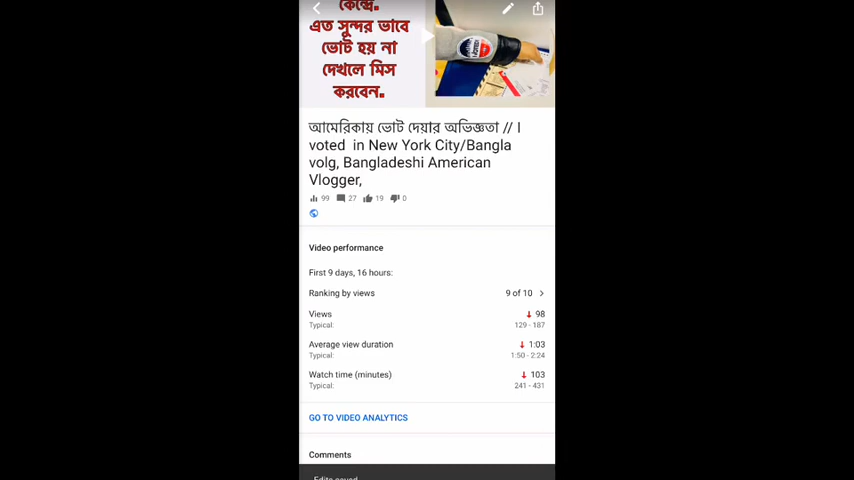 কেন্দ্রে.
এত সুন্দর ভাবে
ভোট হয় না
দেখলে মিস
করবেন.
আমেরিকায় ভোট দেয়ার অভিজ্ঞতা // I
voted in New York City/Bangla
volg, Bangladeshi American
Vlogger,
99 27 19 0
Video performance
First 9 days, 16 hours:
Ranking by views 9 of 10
Views 98
Typical: 129 - 187
Average view duration 1:03
Typical: 1:50 - 2:24
Watch time (minutes) 103
Typical: 241 - 431
GO TO VIDEO ANALYTICS
Comments
Edits saved